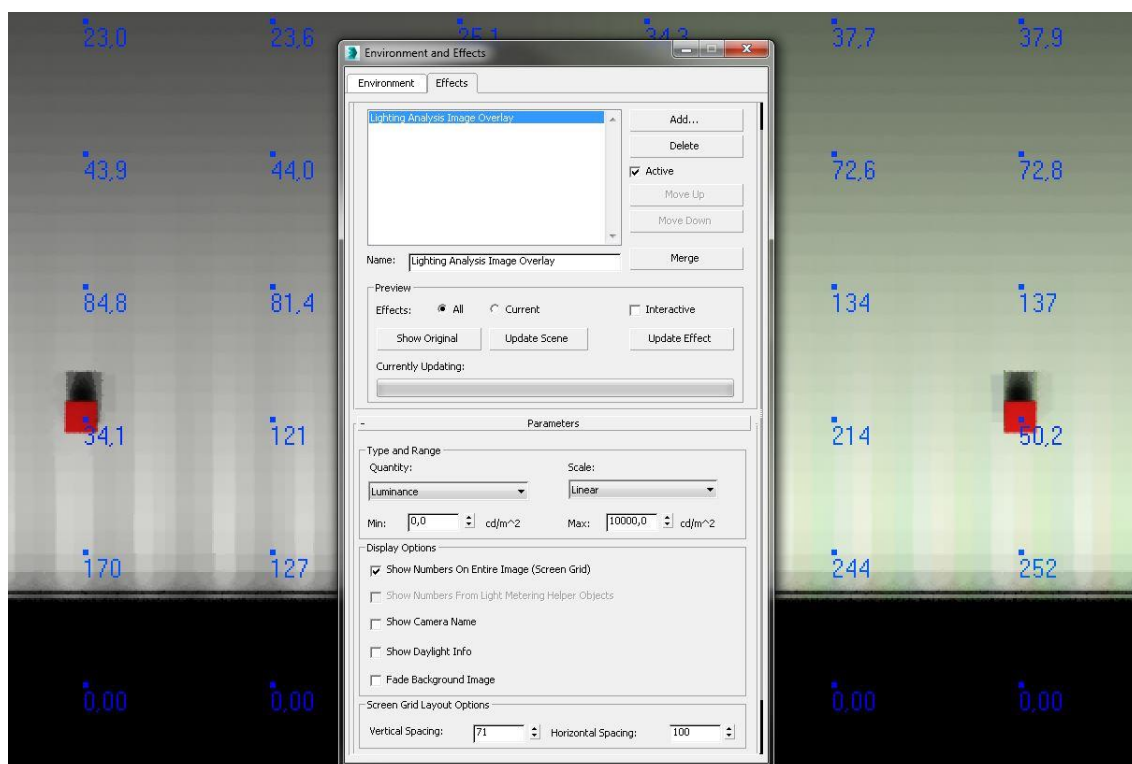 23,0 23,6 25,1 34,3 37,7 37,9
Environment and Effects
Environment Effects
Lighting Analysis Image Overlay
Add...
Delete
Active
Move Up
Move Down
Name: Lighting Analysis Image Overlay Merge
43,9 44,0 72,6 72,8
Preview
Effects: All Current Interactive
Show Original Update Scene Update Effect
Currently Updating:
84,8 81,4 134 137
- Parameters
34,1 121 214 50,2
Type and Range
Quantity: Scale:
Luminance Linear
Min: 0,0 cd/m^2 Max: 10000,0 cd/m^2
Display Options
Show Numbers On Entire Image (Screen Grid)
Show Numbers From Light Metering Helper Objects
Show Camera Name
Show Daylight Info
Fade Background Image
170 127 244 252
Screen Grid Layout Options
Vertical Spacing: 71 Horizontal Spacing: 100
0,00 0,00 0,00 0,00